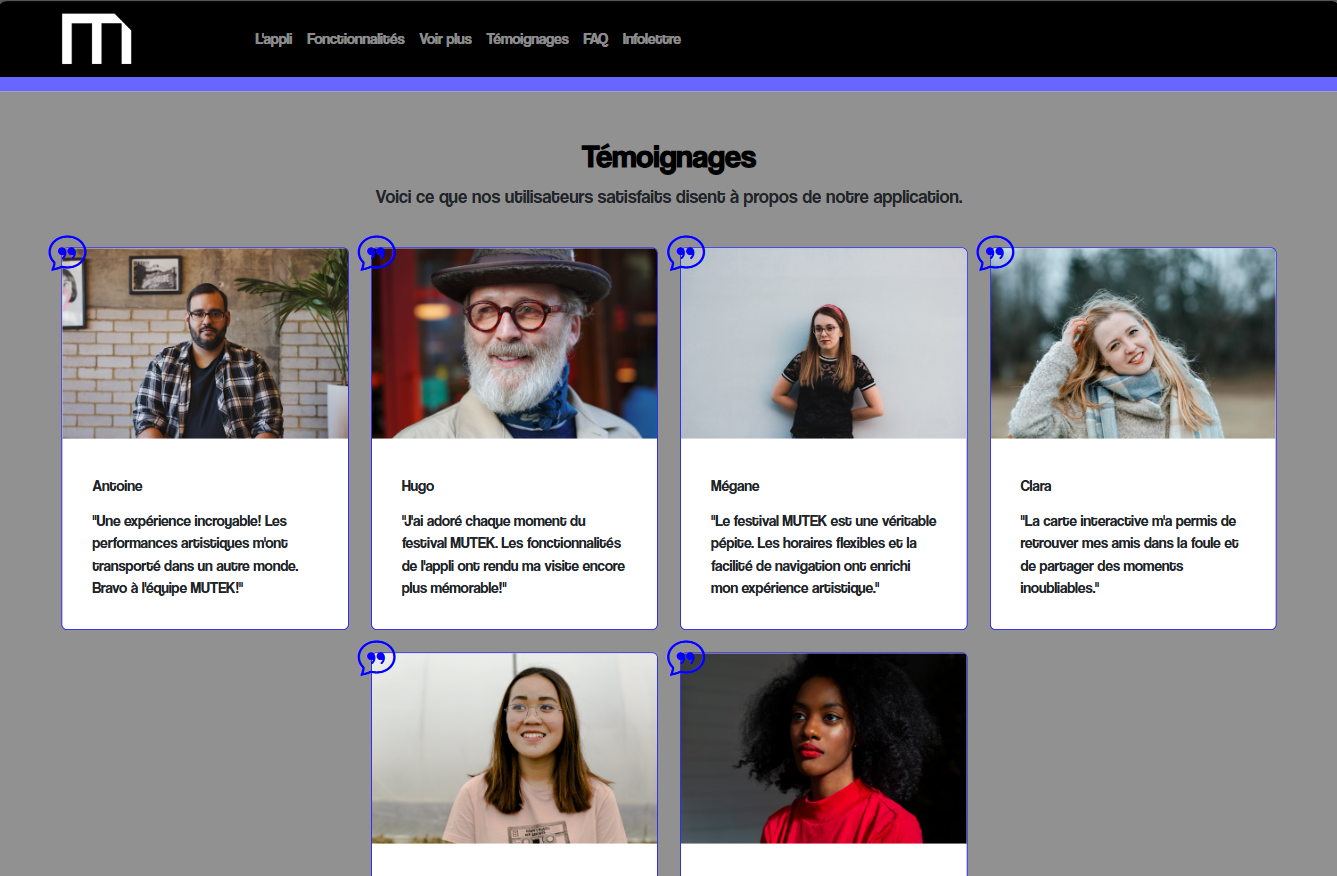 L'appli Fonctionnalités Voir plus Témoignages FAQ Infolettre
Témoignages
Voici ce que nos utilisateurs satisfaits disent à propos de notre application.
Antoine
"Une expérience incroyable! Les
performances artistiques m'ont
transporté dans un autre monde.
Bravo à l'équipe MUTEK!"
Hugo
"J'ai adoré chaque moment du
festival MUTEK. Les fonctionnalités
de l'appli ont rendu ma visite encore
plus mémorable!"
Mégane
"Le festival MUTEK est une véritable
pépite. Les horaires flexibles et la
facilité de navigation ont enrichi
mon expérience artistique."
Clara
"La carte interactive m'a permis de
retrouver mes amis dans la foule et
de partager des moments
inoubliables."